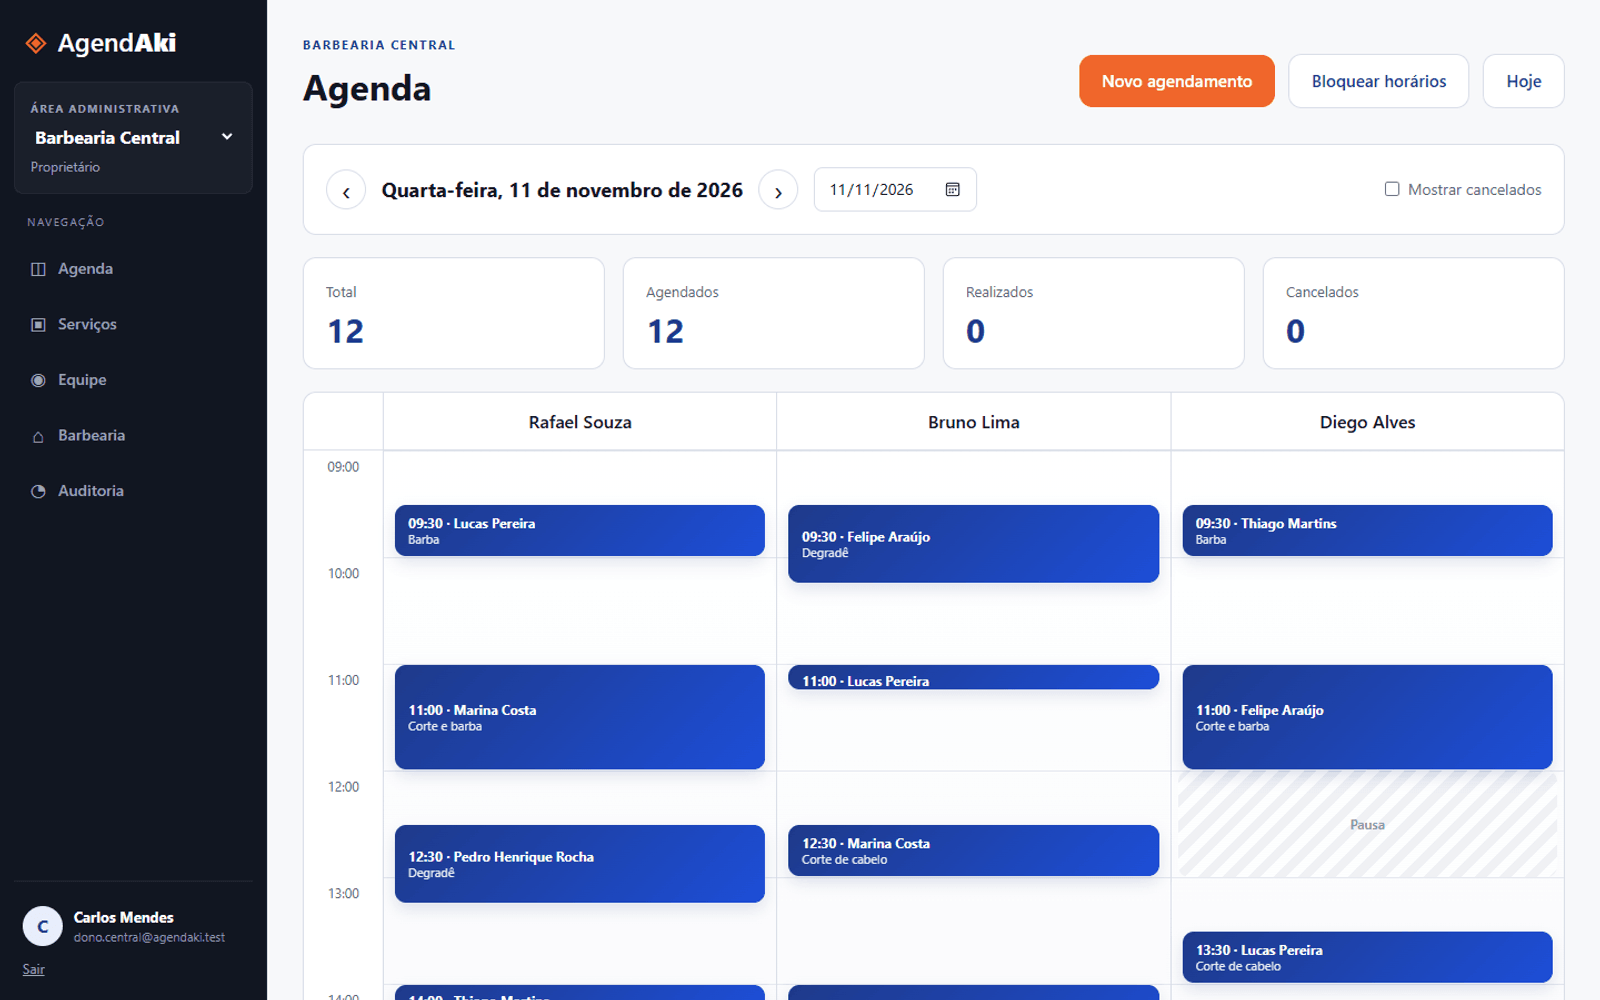 AgendAki
ÁREA ADMINISTRATIVA
Barbearia Central
Proprietário
NAVEGAÇÃO
Agenda
Serviços
Equipe
Barbearia
Auditoria
C
Carlos Mendes
dono.central@agendaki.test
Sair
BARBEARIA CENTRAL
Agenda
Novo agendamento
Bloquear horários
Hoje
Quarta-feira, 11 de novembro de 2026
11/11/2026
Mostrar cancelados
Total
12
Agendados
12
Realizados
0
Cancelados
0
Rafael Souza
Bruno Lima
Diego Alves
09:00
09:30 · Lucas Pereira
Barba
09:30 · Felipe Araújo
Degradê
09:30 · Thiago Martins
Barba
10:00
11:00
11:00 · Marina Costa
Corte e barba
11:00 · Lucas Pereira
11:00 · Felipe Araújo
Corte e barba
12:00
Pausa
12:30 · Pedro Henrique Rocha
Degradê
12:30 · Marina Costa
Corte de cabelo
13:00
13:30 · Lucas Pereira
Corte de cabelo
14:00
14:00 · Thiago Martins